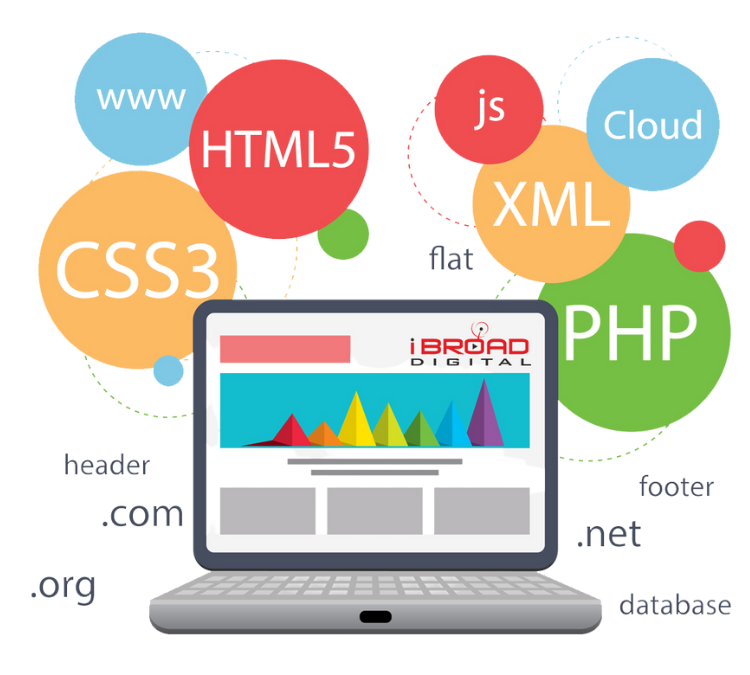 www
HTML5
CSS3
js
Cloud
XML
flat
PHP
iBROAD
DIGITAL
header
.com
.org
footer
.net
database